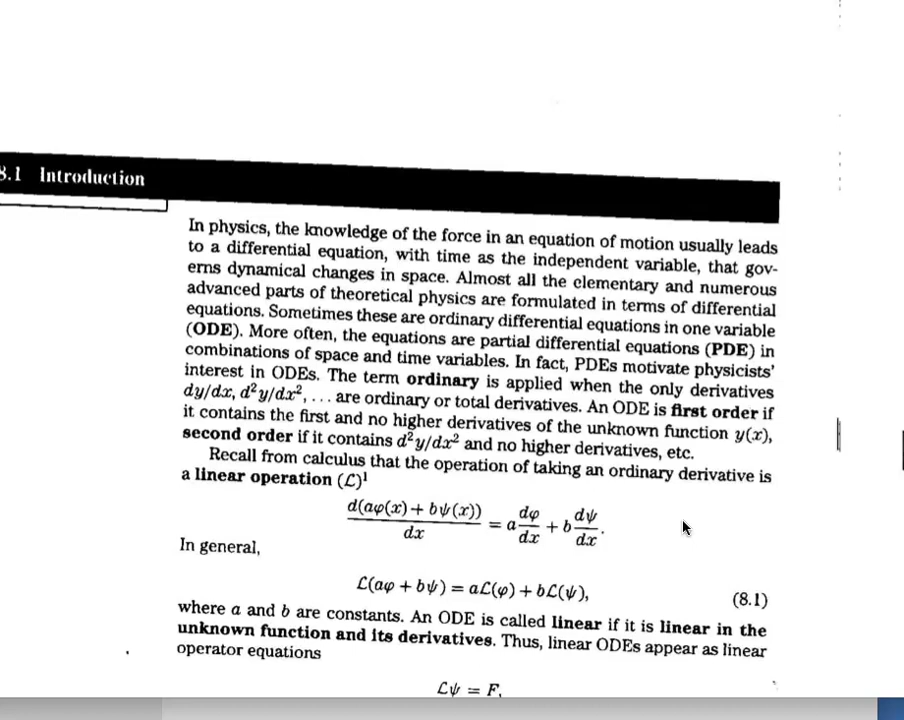 8.1 Introduction
In physics, the knowledge of the force in an equation of motion usually leads
to a differential equation, with time as the independent variable, that gov-
erns dynamical changes in space. Almost all the elementary and numerous
advanced parts of theoretical physics are formulated in terms of differential
equations. Sometimes these are ordinary differential equations in one variable
(ODE). More often, the equations are partial differential equations (PDE) in
combinations of space and time variables. In fact, PDEs motivate physicists'
interest in ODEs. The term ordinary is applied when the only derivatives
dy/dx, d²y/dx², ... are ordinary or total derivatives. An ODE is first order if
it contains the first and no higher derivatives of the unknown function y(x),
second order if it contains d²y/dx² and no higher derivatives, etc.
Recall from calculus that the operation of taking an ordinary derivative is
a linear operation (ℒ)¹
d(aφ(x) + bψ(x))/dx = a dφ/dx + b dψ/dx.
In general,
ℒ(aφ + bψ) = aℒ(φ) + bℒ(ψ), (8.1)
where a and b are constants. An ODE is called linear if it is linear in the
unknown function and its derivatives. Thus, linear ODEs appear as linear
operator equations
ℒψ = F,